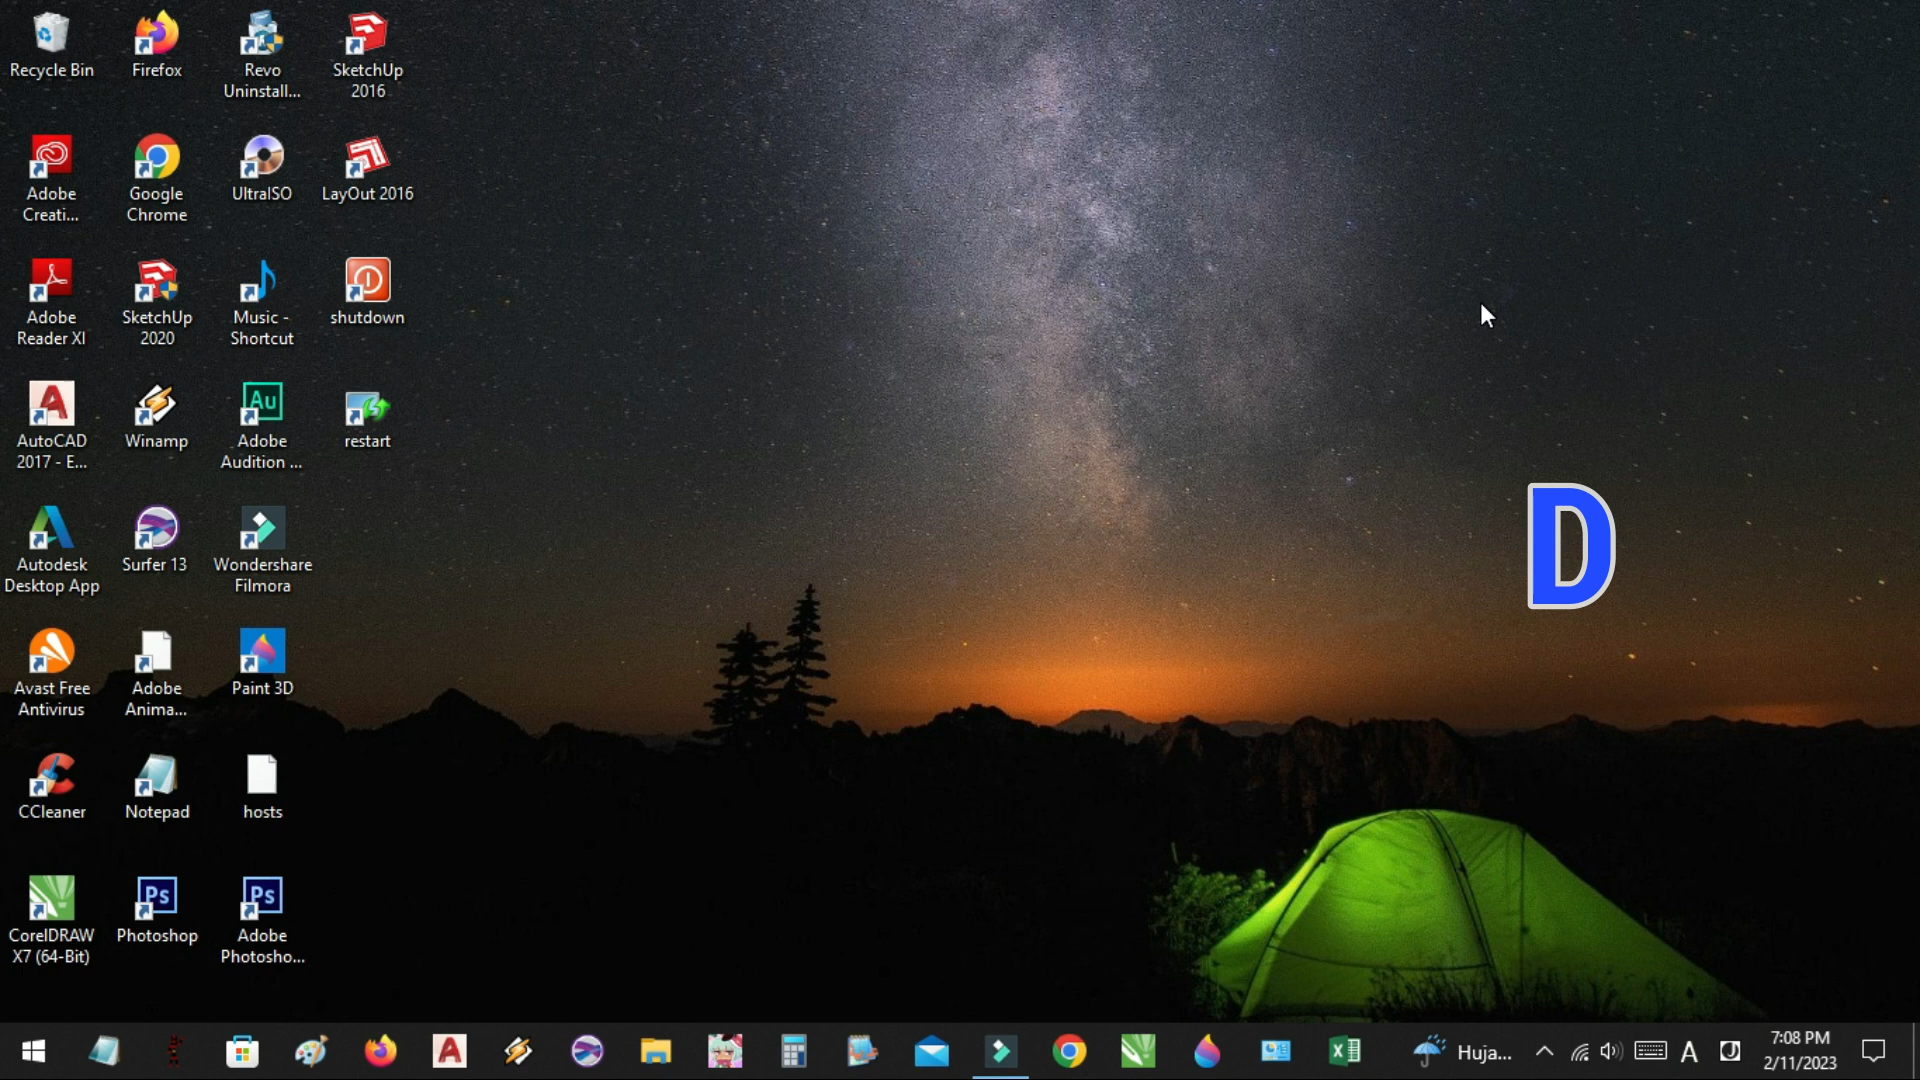 Recycle Bin
Firefox
Revo
Uninstall...
SketchUp
2016
Adobe
Creati...
Google
Chrome
UltraISO
LayOut 2016
Adobe
Reader XI
SketchUp
2020
Music -
Shortcut
shutdown
AutoCAD
2017 - E...
Winamp
Adobe
Audition ...
restart
Autodesk
Desktop App
Surfer 13
Wondershare
Filmora
D
Avast Free
Antivirus
Adobe
Anima...
Paint 3D
CCleaner
Notepad
hosts
CorelDRAW
X7 (64-Bit)
Photoshop
Adobe
Photosho...
Huja...
A
7:08 PM
2/11/2023